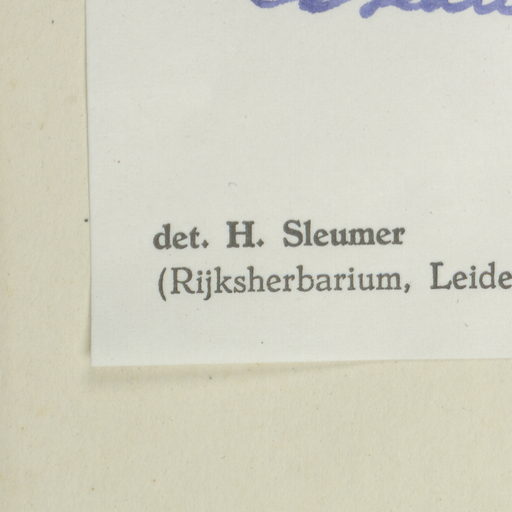 det. H. Sleumer
(Rijksherbarium, Leide